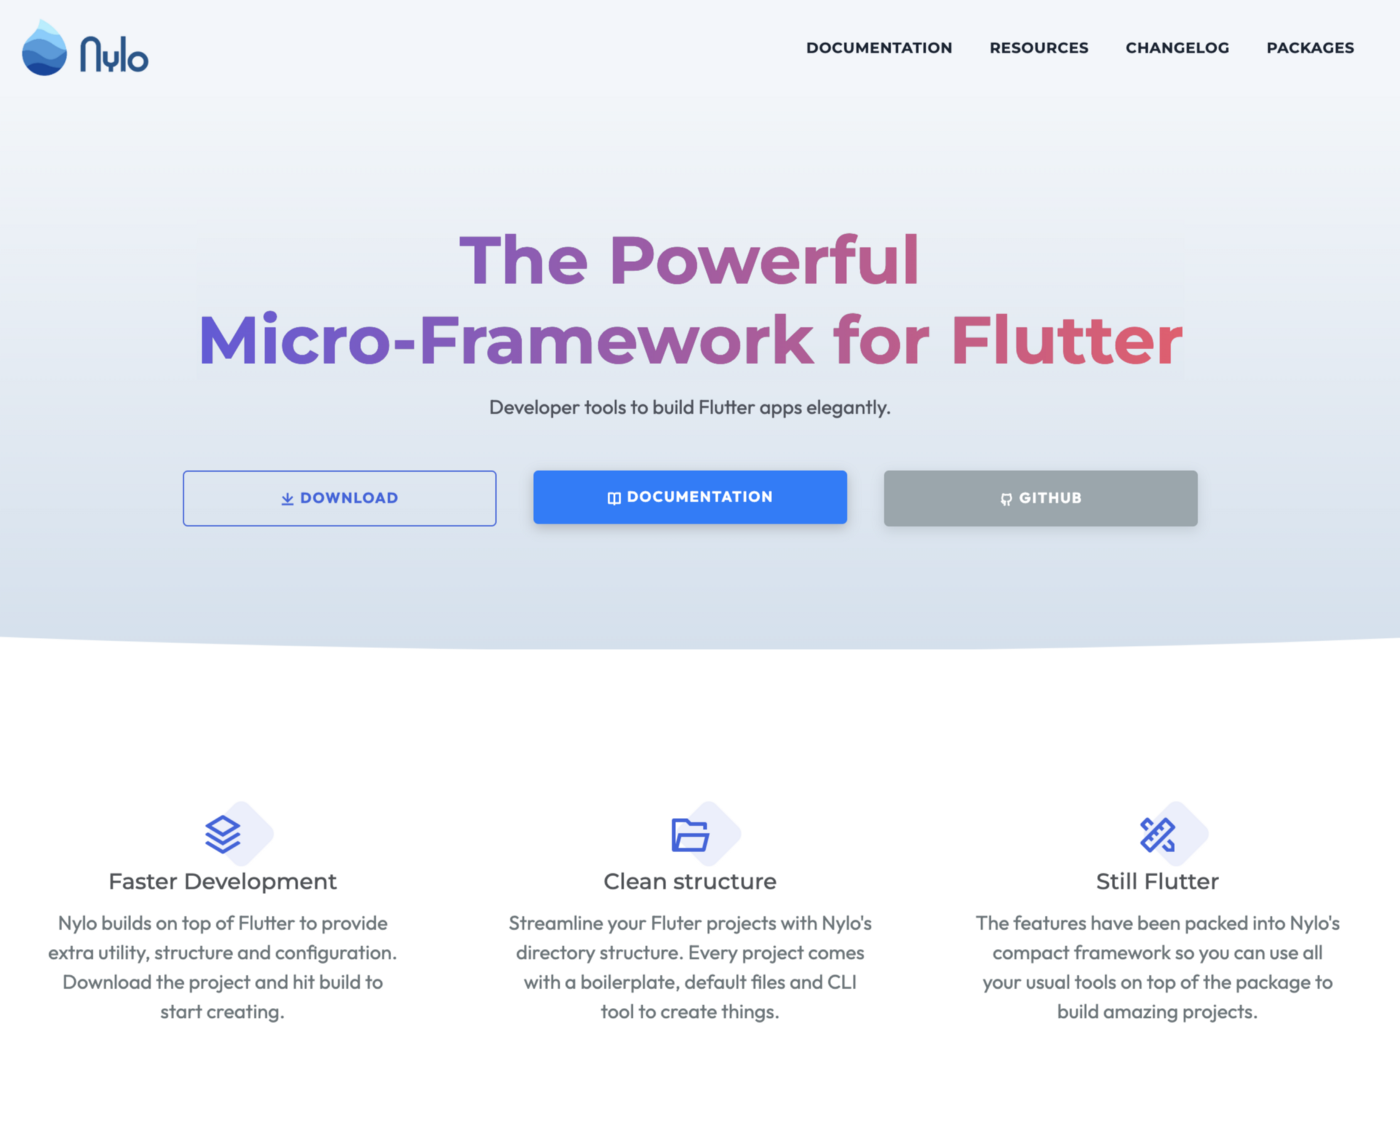 Nylo
DOCUMENTATION RESOURCES CHANGELOG PACKAGES
The Powerful
Micro-Framework for Flutter
Developer tools to build Flutter apps elegantly.
DOWNLOAD
DOCUMENTATION
GITHUB
Faster Development
Nylo builds on top of Flutter to provide
extra utility, structure and configuration.
Download the project and hit build to
start creating.
Clean structure
Streamline your Fluter projects with Nylo's
directory structure. Every project comes
with a boilerplate, default files and CLI
tool to create things.
Still Flutter
The features have been packed into Nylo's
compact framework so you can use all
your usual tools on top of the package to
build amazing projects.